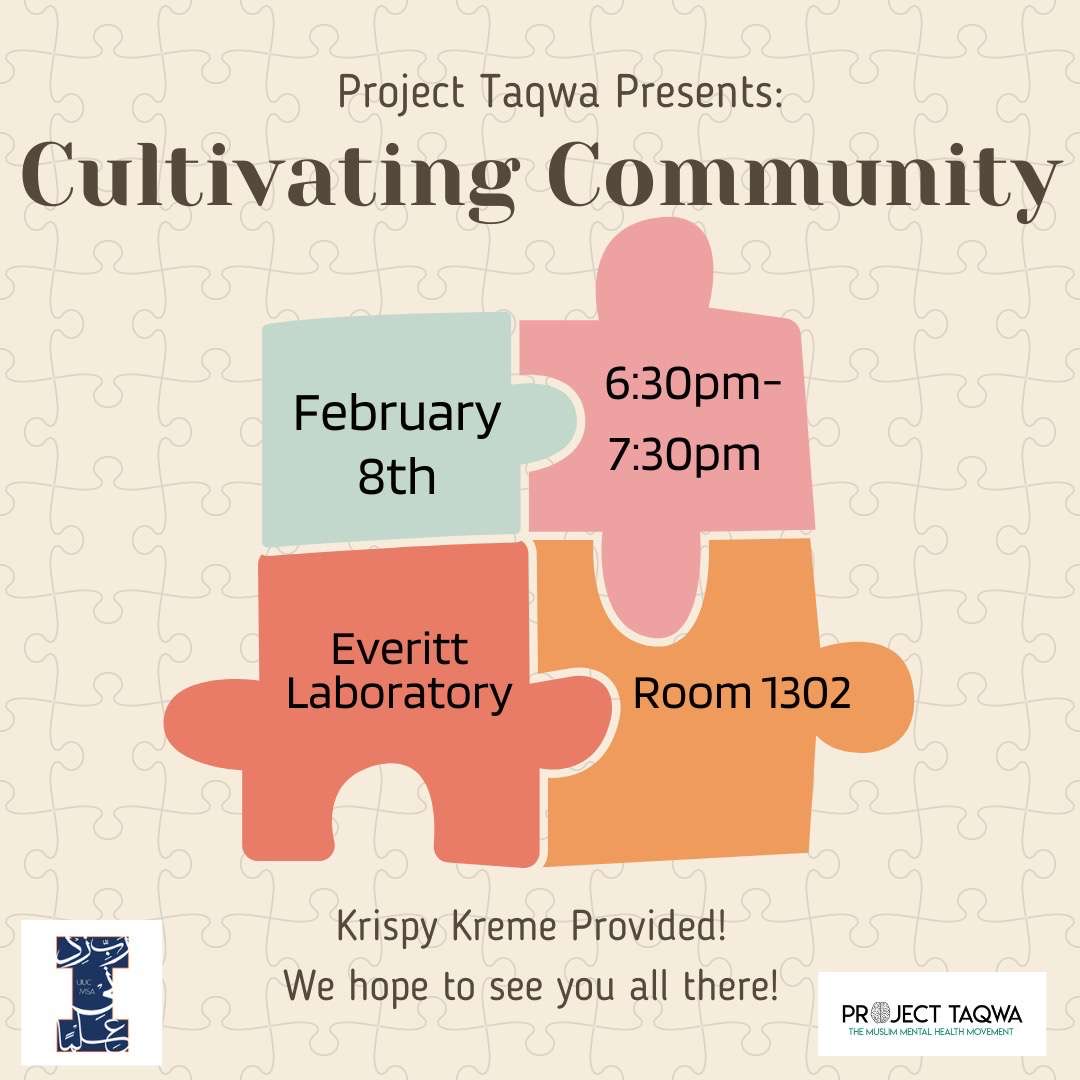 Project Taqwa Presents:
Cultivating Community
February
8th
6:30pm-
7:30pm
Everitt
Laboratory
Room 1302
Krispy Kreme Provided!
We hope to see you all there!
UIUC
MSA
PROJECT TAQWA
THE MUSLIM MENTAL HEALTH MOVEMENT